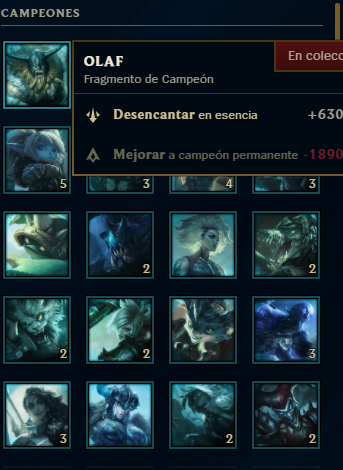 CAMPEONES
OLAF
En colecc
Fragmento de Campeón
Desencantar en esencia +630
Mejorar a campeón permanente -1890
5 3 4 3
2 2
2 2 3
3 2 2 2